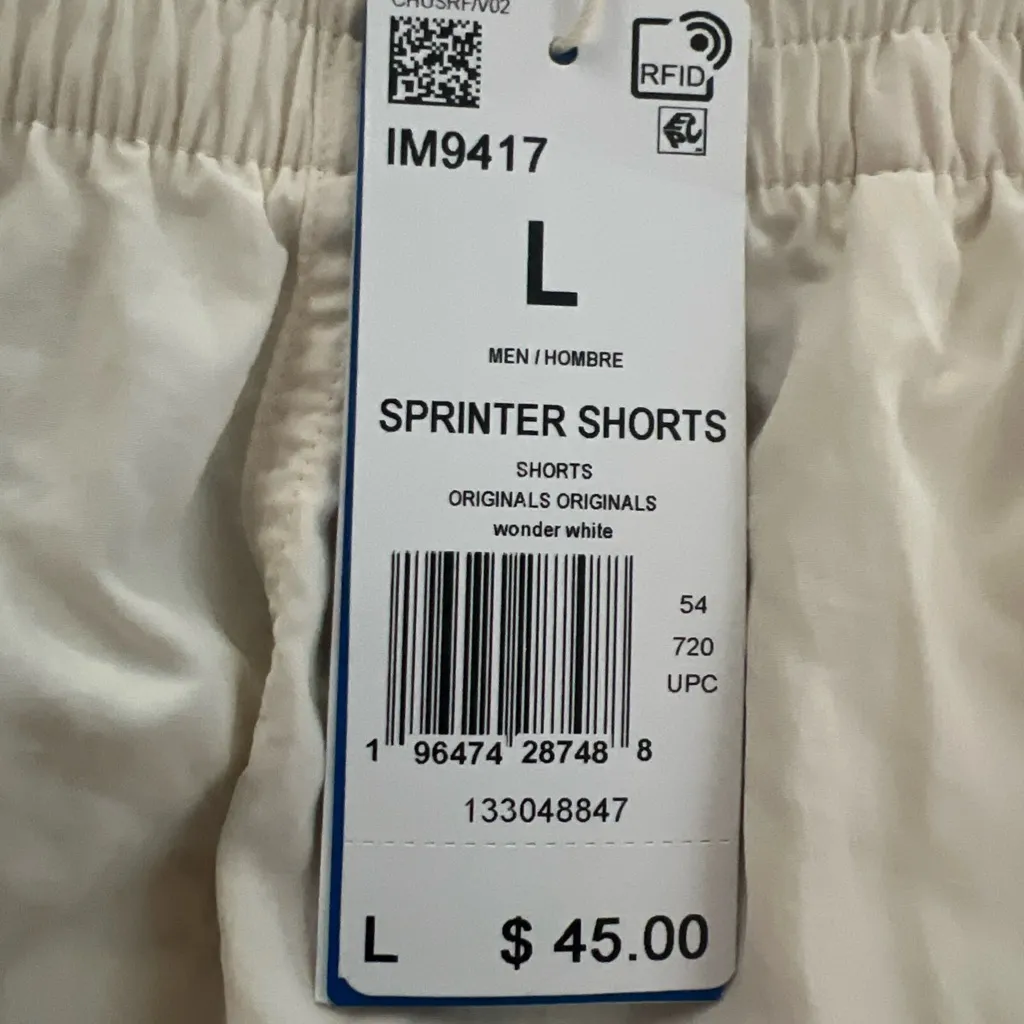 CHUSRF/V02
RFID
EPC
IM9417
L
MEN / HOMBRE
SPRINTER SHORTS
SHORTS
ORIGINALS ORIGINALS
wonder white
54
720
UPC
1 96474 28748 8
133048847
L $ 45.00